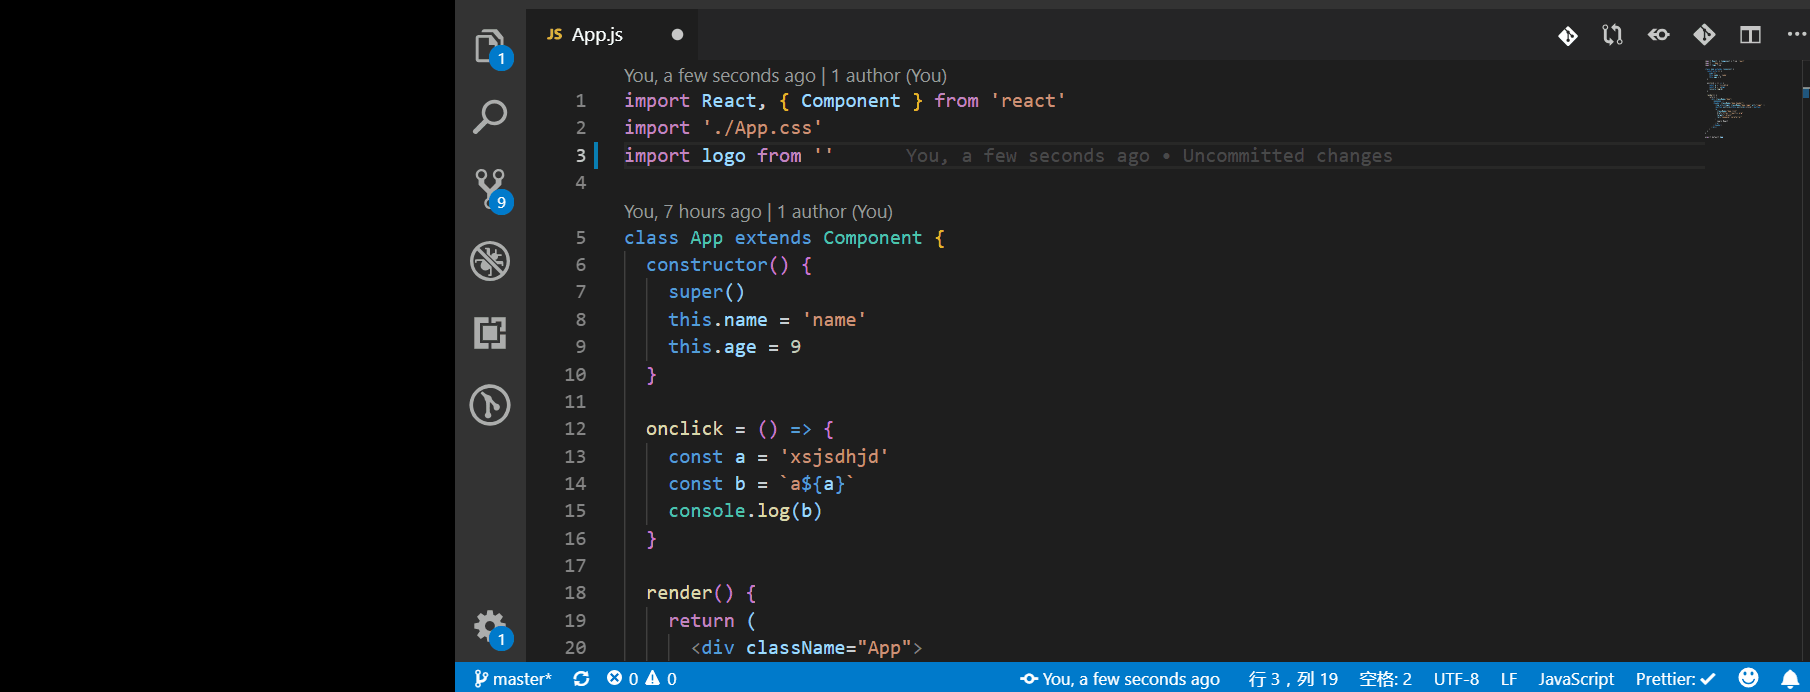 JS App.js
You, a few seconds ago | 1 author (You)
1 import React, { Component } from 'react'
2 import './App.css'
3 import logo from '' You, a few seconds ago • Uncommitted changes
4
You, 7 hours ago | 1 author (You)
5 class App extends Component {
6 constructor() {
7 super()
8 this.name = 'name'
9 this.age = 9
10 }
11
12 onclick = () => {
13 const a = 'xsjsdhjd'
14 const b = `a${a}`
15 console.log(b)
16 }
17
18 render() {
19 return (
20 <div className="App">
1
9
1
master* 0 0 You, a few seconds ago 行 3，列 19 空格: 2 UTF-8 LF JavaScript Prettier: ✓